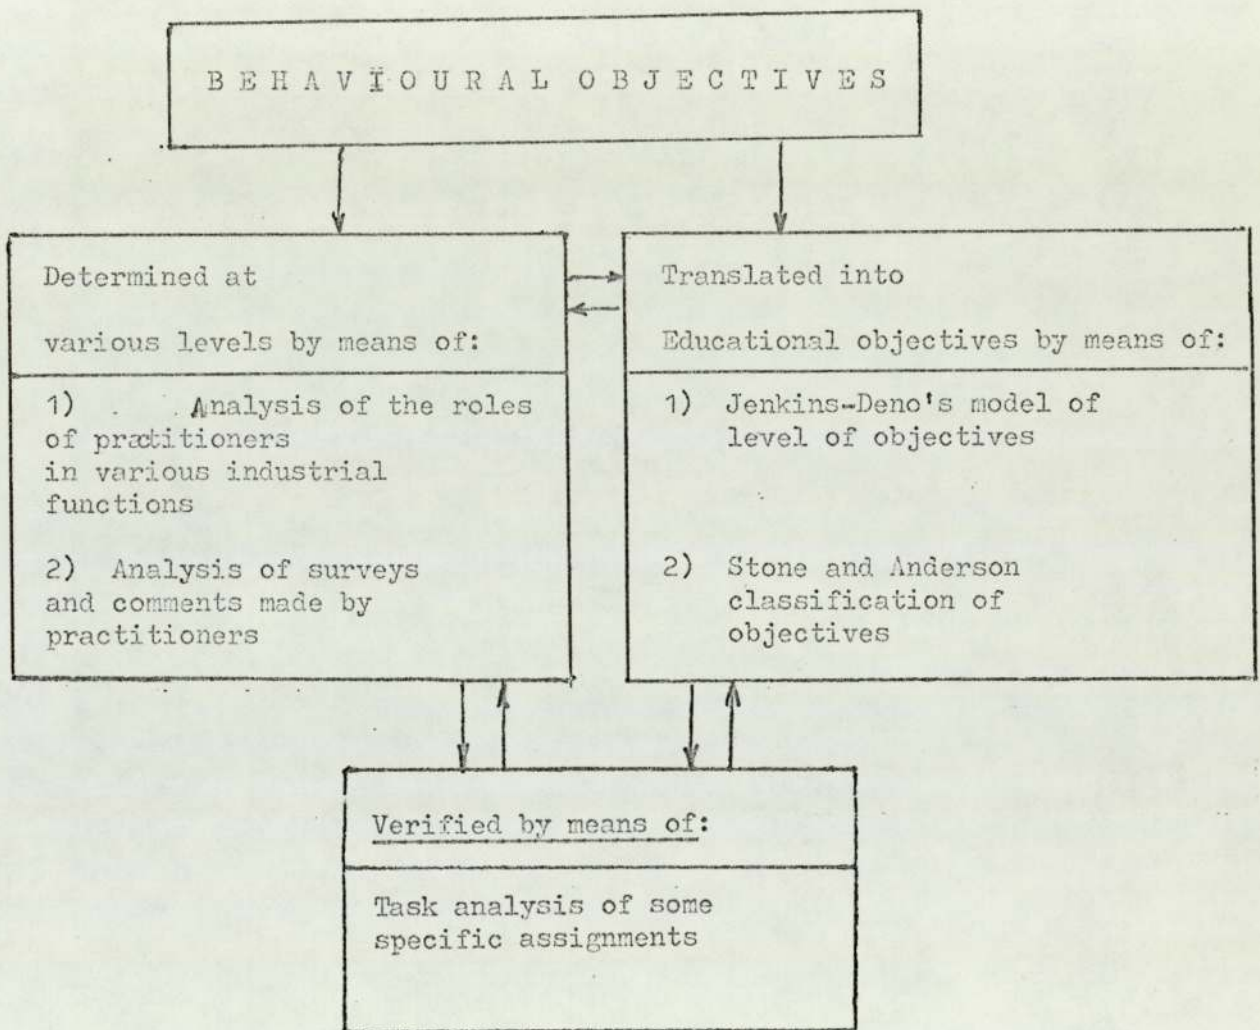 BEHAVIOURAL OBJECTIVES
Determined at
various levels by means of:
1) . . Analysis of the roles
of practitioners
in various industrial
functions
2) Analysis of surveys
and comments made by
practitioners
Translated into
Educational objectives by means of:
1) Jenkins-Deno's model of
level of objectives
2) Stone and Anderson
classification of
objectives
Verified by means of:
Task analysis of some
specific assignments